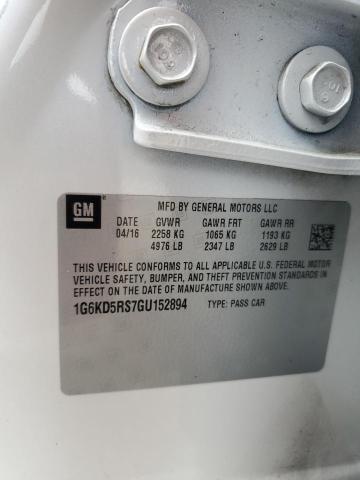 GM
MFD BY GENERAL MOTORS LLC
DATE GVWR GAWR FRT GAWR RR
04/16 2258 KG 1065 KG 1193 KG
4976 LB 2347 LB 2629 LB
THIS VEHICLE CONFORMS TO ALL APPLICABLE U.S. FEDERAL MOTOR
VEHICLE SAFETY, BUMPER, AND THEFT PREVENTION STANDARDS IN
EFFECT ON THE DATE OF MANUFACTURE SHOWN ABOVE.
1G6KD5RS7GU152894 TYPE: PASS CAR